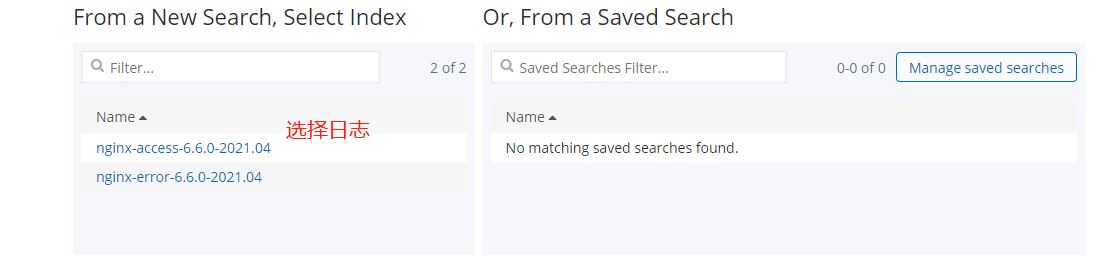 From a New Search, Select Index
Filter...
2 of 2
Name
选择日志
nginx-access-6.6.0-2021.04
nginx-error-6.6.0-2021.04
Or, From a Saved Search
Saved Searches Filter...
0-0 of 0
Manage saved searches
Name
No matching saved searches found.